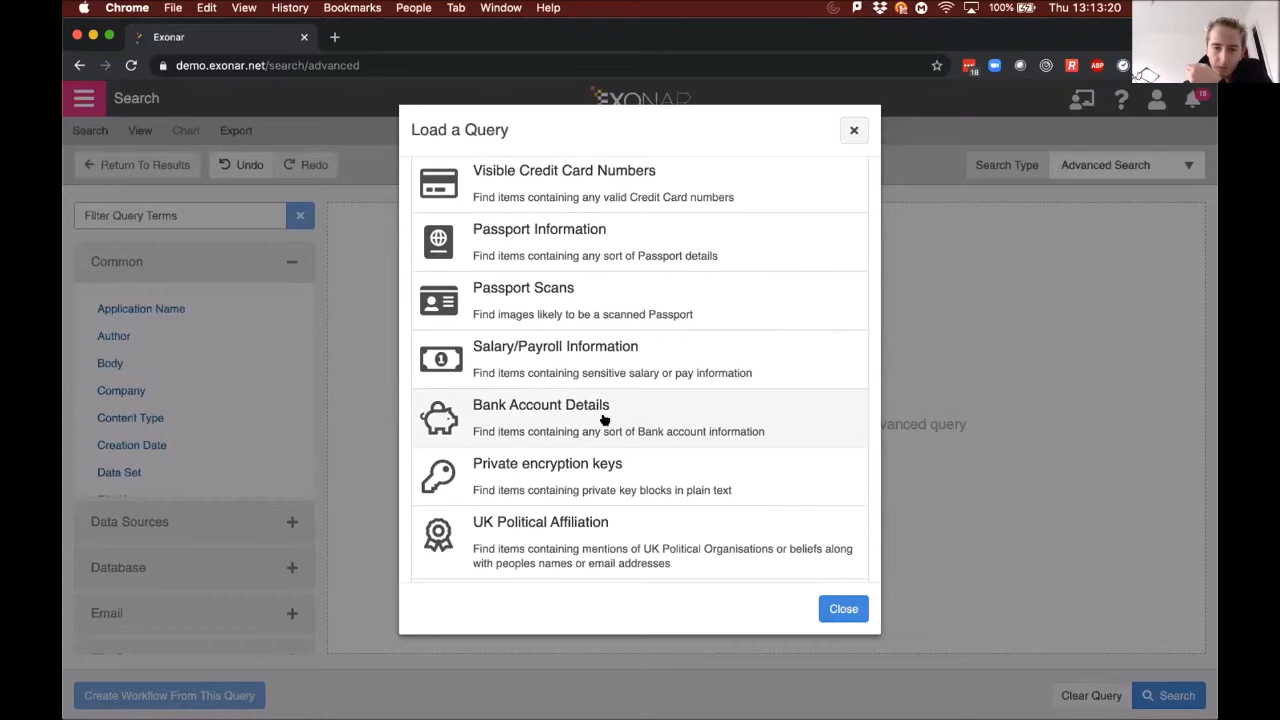 Chrome File Edit View History Bookmarks People Tab Window Help 100% Thu 13:13:20
Exonar
demo.exonar.net/search/advanced
18
Search
EXONAR
15
Search View Chart Export
Return To Results Undo Redo
Search Type Advanced Search
Filter Query Terms
Common
Application Name
Author
Body
Company
Content Type
Creation Date
Data Set
Data Sources
Database
Email
Load a Query
Visible Credit Card Numbers
Find items containing any valid Credit Card numbers
Passport Information
Find items containing any sort of Passport details
Passport Scans
Find images likely to be a scanned Passport
Salary/Payroll Information
Find items containing sensitive salary or pay information
Bank Account Details
Find items containing any sort of Bank account information
Private encryption keys
Find items containing private key blocks in plain text
UK Political Affiliation
Find items containing mentions of UK Political Organisations or beliefs along
with peoples names or email addresses
Close
vanced query
Create Workflow From This Query
Clear Query Search